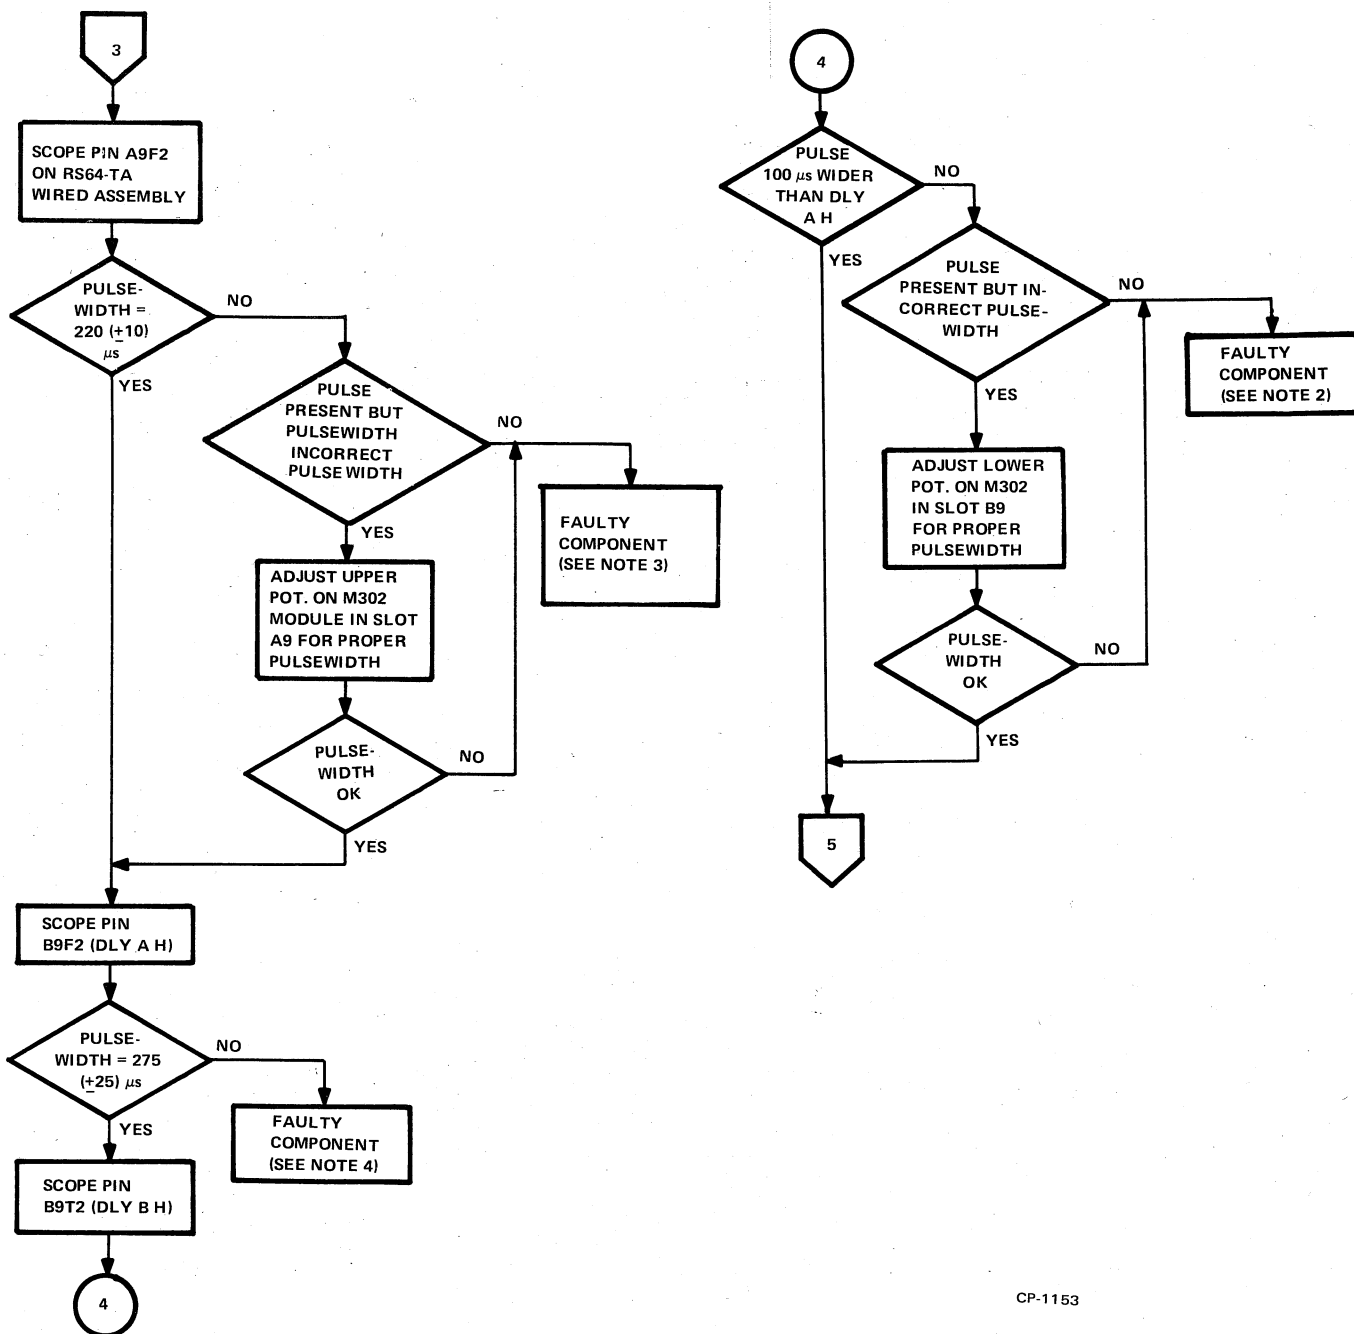 3
SCOPE PIN A9F2
ON RS64-TA
WIRED ASSEMBLY
PULSE-
WIDTH =
220 (±10)
μs
NO
YES
PULSE
PRESENT BUT
PULSEWIDTH
INCORRECT
PULSEWIDTH
NO
YES
FAULTY
COMPONENT
(SEE NOTE 3)
ADJUST UPPER
POT. ON M302
MODULE IN SLOT
A9 FOR PROPER
PULSEWIDTH
PULSE-
WIDTH
OK
NO
YES
SCOPE PIN
B9F2 (DLY A H)
PULSE-
WIDTH = 275
(±25) μs
NO
YES
FAULTY
COMPONENT
(SEE NOTE 4)
SCOPE PIN
B9T2 (DLY B H)
4
4
PULSE
100 μs WIDER
THAN DLY
A H
NO
YES
PULSE
PRESENT BUT IN-
CORRECT PULSE-
WIDTH
NO
YES
FAULTY
COMPONENT
(SEE NOTE 2)
ADJUST LOWER
POT. ON M302
IN SLOT B9
FOR PROPER
PULSEWIDTH
PULSE-
WIDTH
OK
NO
YES
5
CP-1153